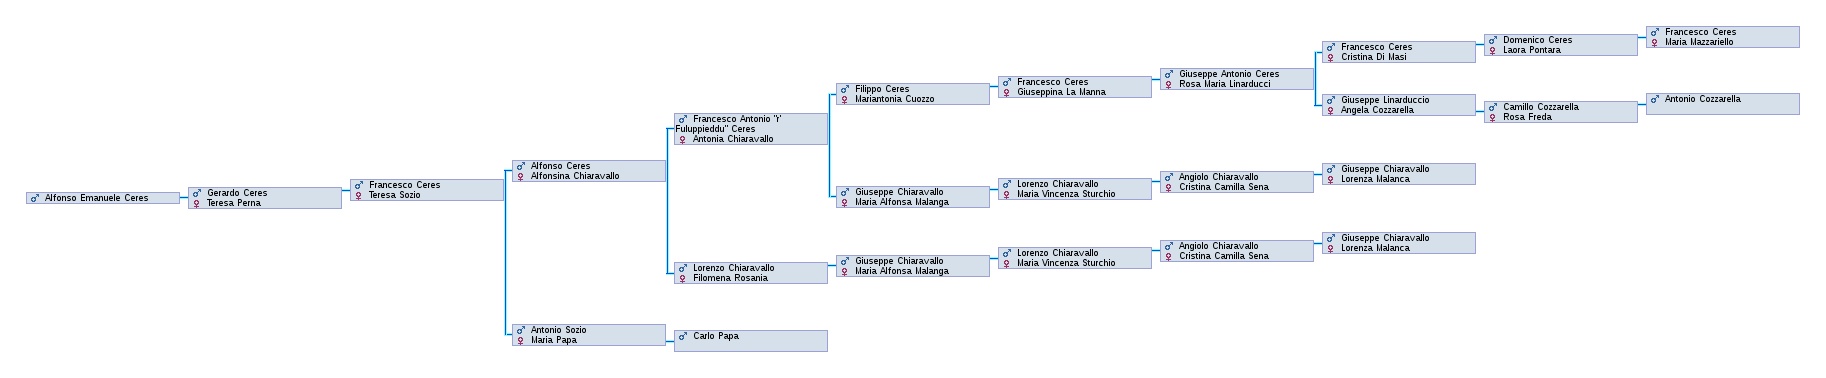 Alfonso Emanuele Ceres
Gerardo Ceres
Teresa Perna
Francesco Ceres
Teresa Sozio
Alfonso Ceres
Alfonsina Chiaravallo
Antonio Sozio
Maria Papa
Francesco Antonio "r'
Fuluppieddu" Ceres
Antonia Chiaravallo
Lorenzo Chiaravallo
Filomena Rosania
Carlo Papa
Filippo Ceres
Mariantonia Cuozzo
Giuseppe Chiaravallo
Maria Alfonsa Malanga
Giuseppe Chiaravallo
Maria Alfonsa Malanga
Francesco Ceres
Giuseppina La Manna
Lorenzo Chiaravallo
Maria Vincenza Sturchio
Lorenzo Chiaravallo
Maria Vincenza Sturchio
Giuseppe Antonio Ceres
Rosa Maria Linarducci
Angiolo Chiaravallo
Cristina Camilla Sena
Angiolo Chiaravallo
Cristina Camilla Sena
Francesco Ceres
Cristina Di Masi
Giuseppe Linarduccio
Angela Cozzarella
Giuseppe Chiaravallo
Lorenza Malanca
Giuseppe Chiaravallo
Lorenza Malanca
Domenico Ceres
Laora Pontara
Camillo Cozzarella
Rosa Freda
Francesco Ceres
Maria Mazzariello
Antonio Cozzarella